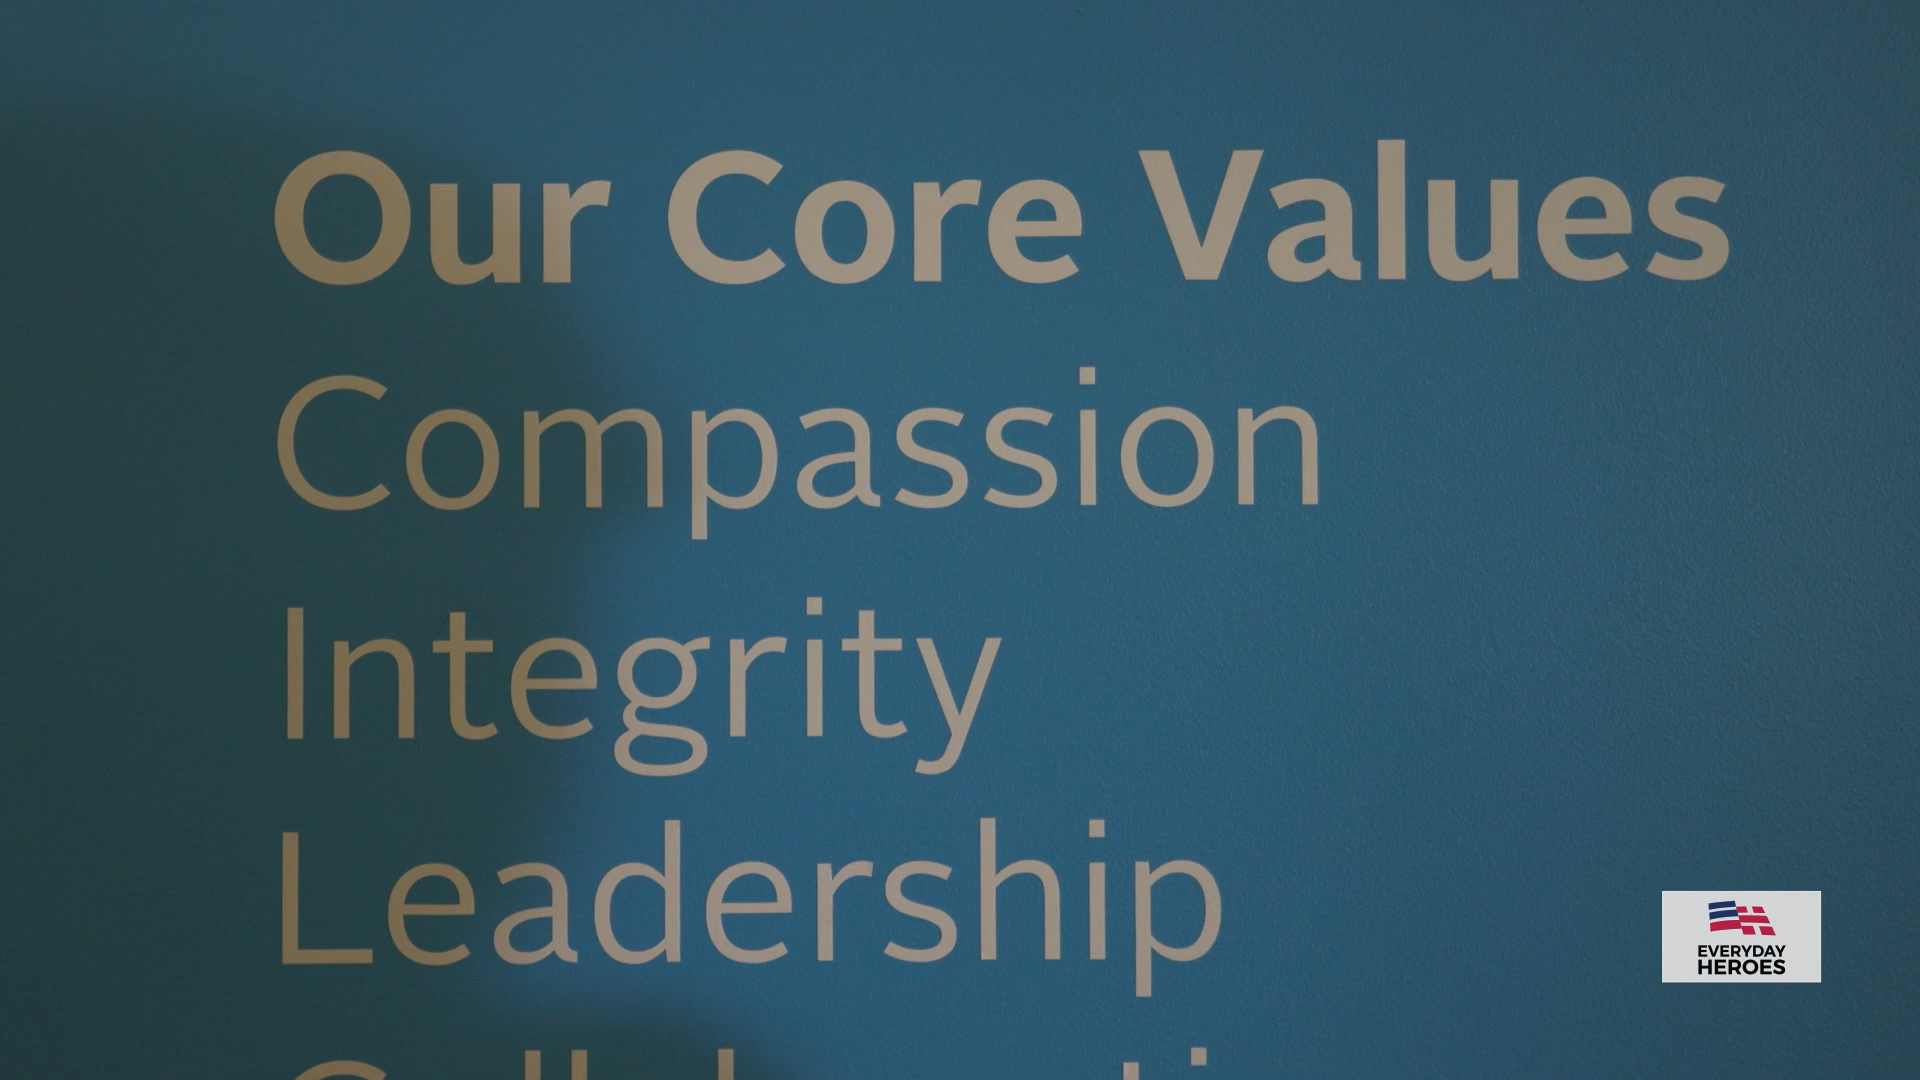 Our Core Values
Compassion
Integrity
Leadership
EVERYDAY
HEROES